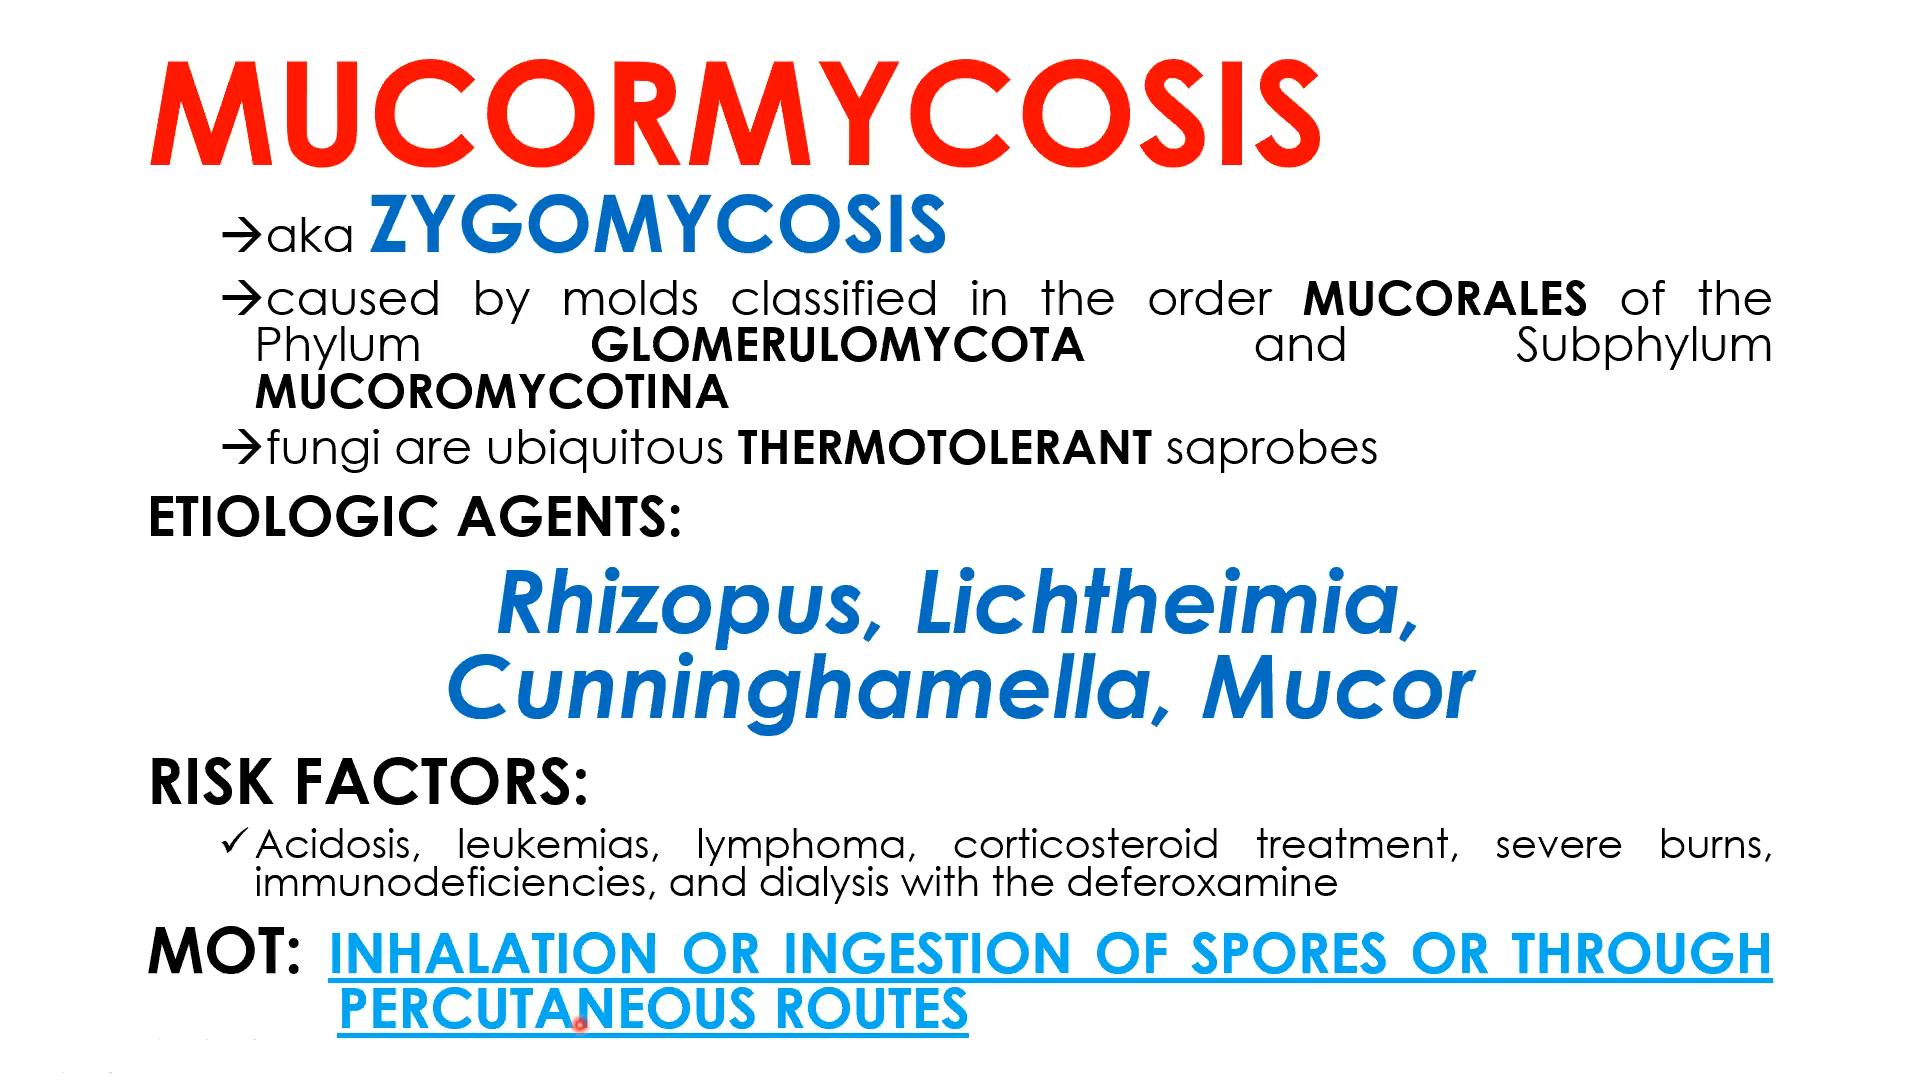 MUCORMYCOSIS
→aka ZYGOMYCOSIS
→caused by molds classified in the order MUCORALES of the
Phylum GLOMERULOMYCOTA and Subphylum
MUCOROMYCOTINA
→fungi are ubiquitous THERMOTOLERANT saprobes
ETIOLOGIC AGENTS:
Rhizopus, Lichtheimia,
Cunninghamella, Mucor
RISK FACTORS:
✓Acidosis, leukemias, lymphoma, corticosteroid treatment, severe burns,
immunodeficiencies, and dialysis with the deferoxamine
MOT: INHALATION OR INGESTION OF SPORES OR THROUGH
PERCUTANEOUS ROUTES